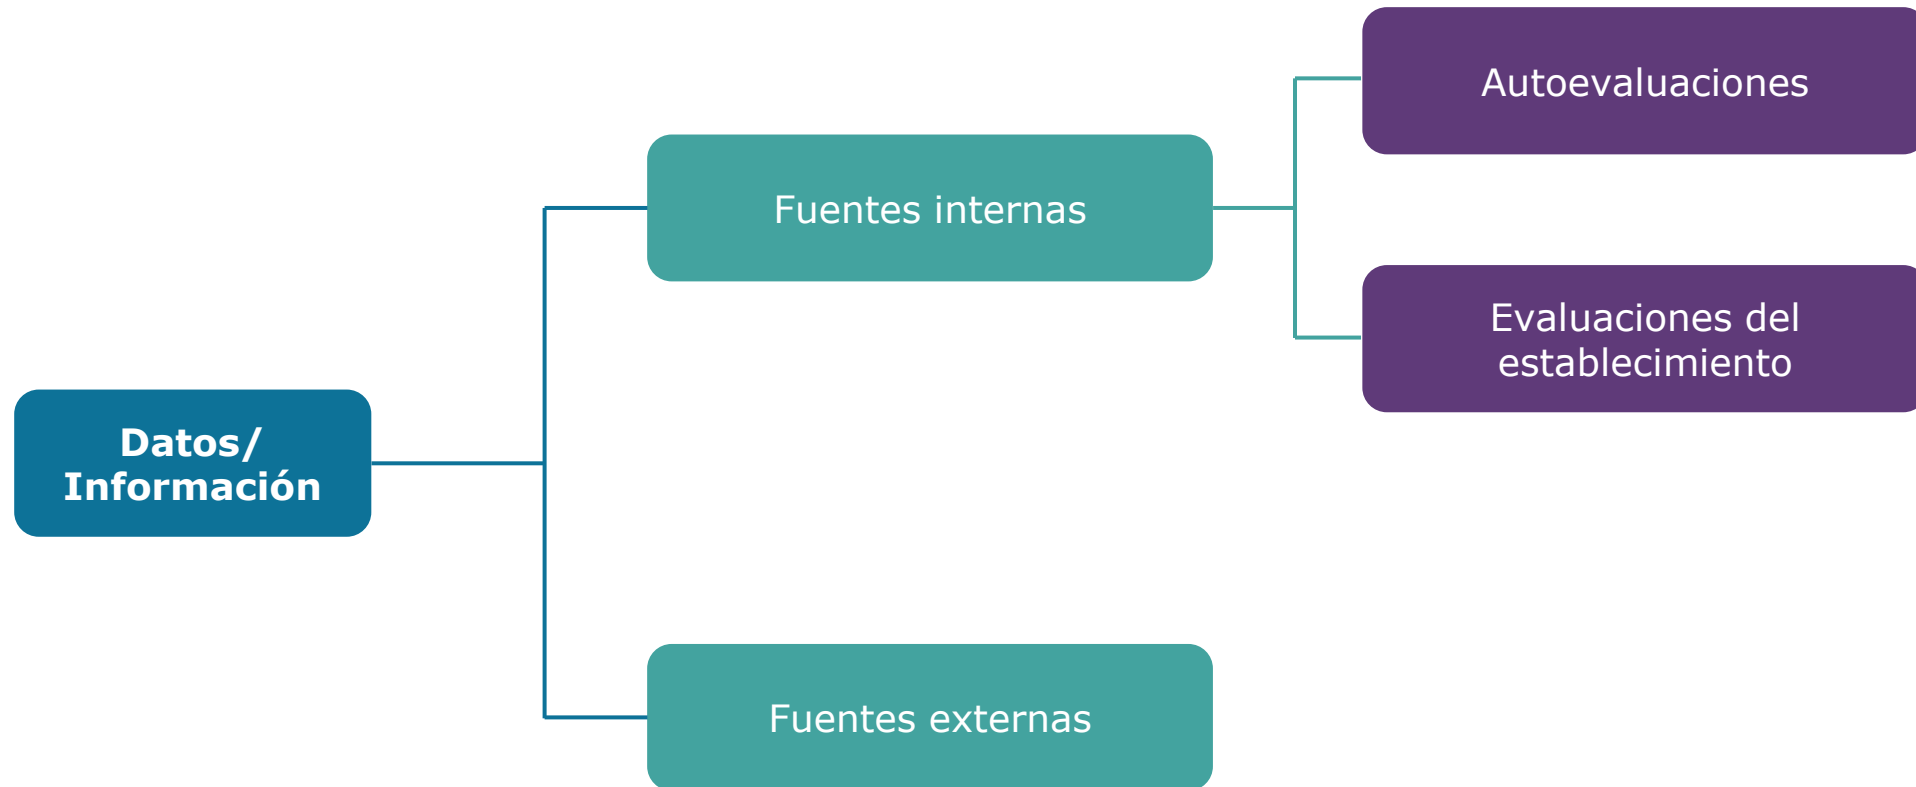 Datos/
Información
Fuentes internas
Fuentes externas
Autoevaluaciones
Evaluaciones del
establecimiento